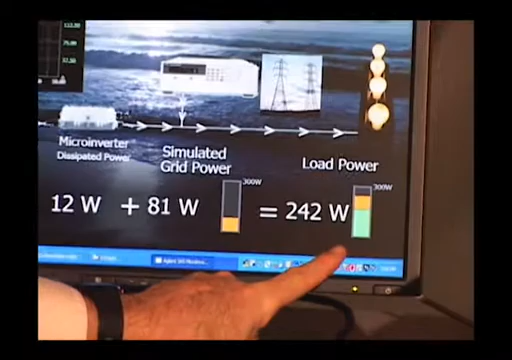 Microinverter
Dissipated Power
Simulated
Grid Power
Load Power
300W
300W
12 W + 81 W = 242 W